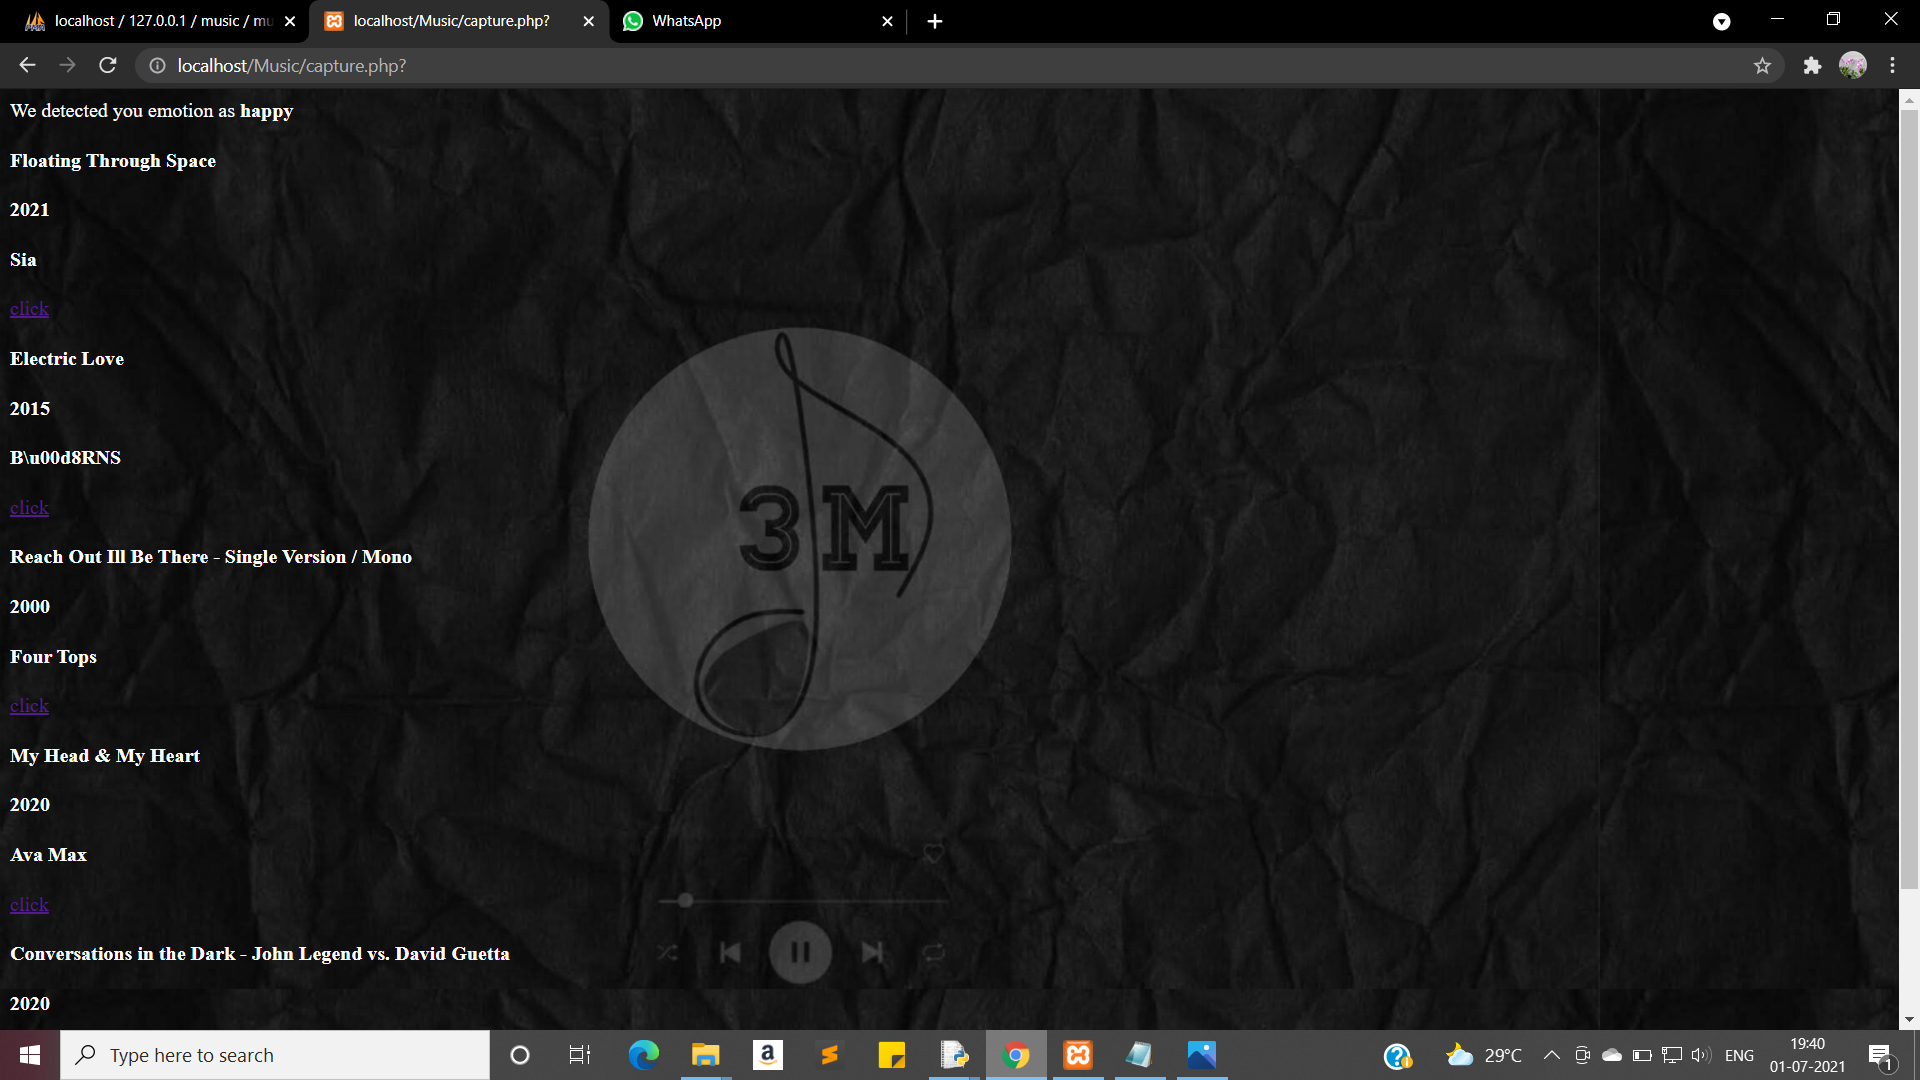 localhost / 127.0.0.1 / music / mu
localhost/Music/capture.php?
WhatsApp
localhost/Music/capture.php?
We detected you emotion as happy
Floating Through Space
2021
Sia
click
Electric Love
2015
B\u00d8RNS
click
Reach Out Ill Be There - Single Version / Mono
2000
Four Tops
click
My Head & My Heart
2020
Ava Max
click
Conversations in the Dark - John Legend vs. David Guetta
2020
3M
Type here to search
29°C
ENG
19:40
01-07-2021
1